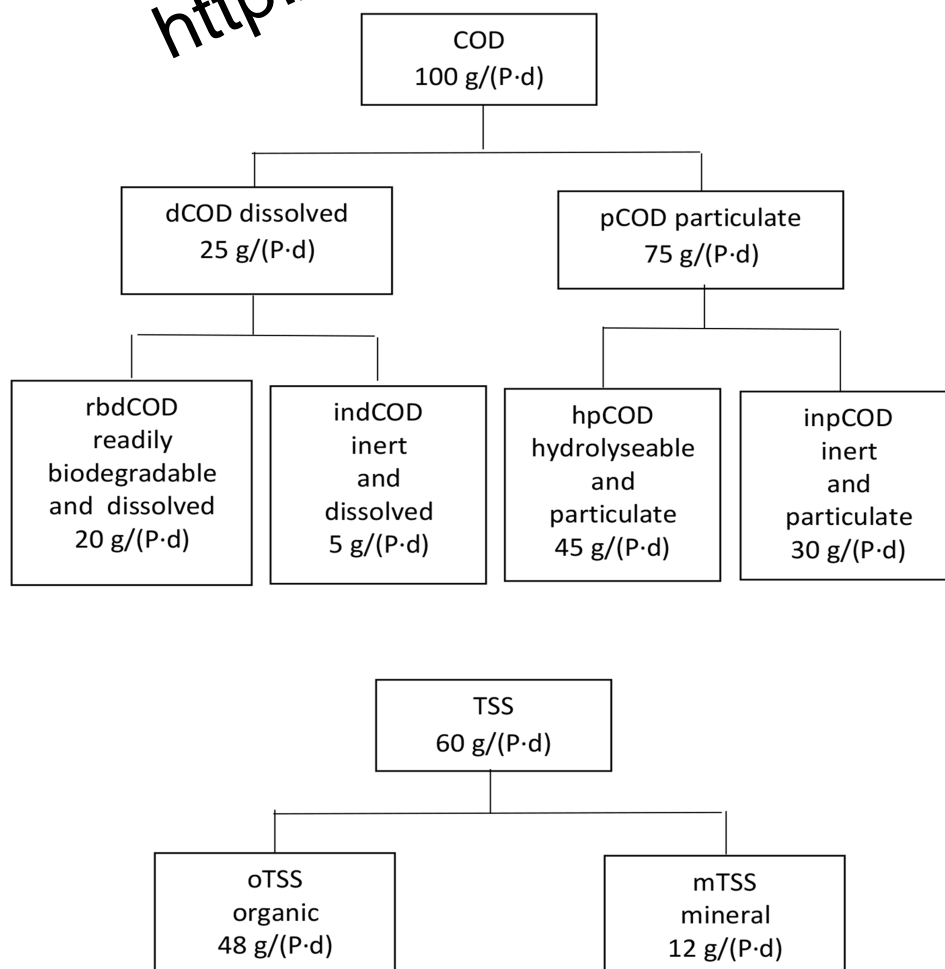 http:
COD
100 g/(P·d)
dCOD dissolved
25 g/(P·d)
pCOD particulate
75 g/(P·d)
rbdCOD
readily
biodegradable
and dissolved
20 g/(P·d)
indCOD
inert
and
dissolved
5 g/(P·d)
hpCOD
hydrolyseable
and
particulate
45 g/(P·d)
inpCOD
inert
and
particulate
30 g/(P·d)
TSS
60 g/(P·d)
oTSS
organic
48 g/(P·d)
mTSS
mineral
12 g/(P·d)